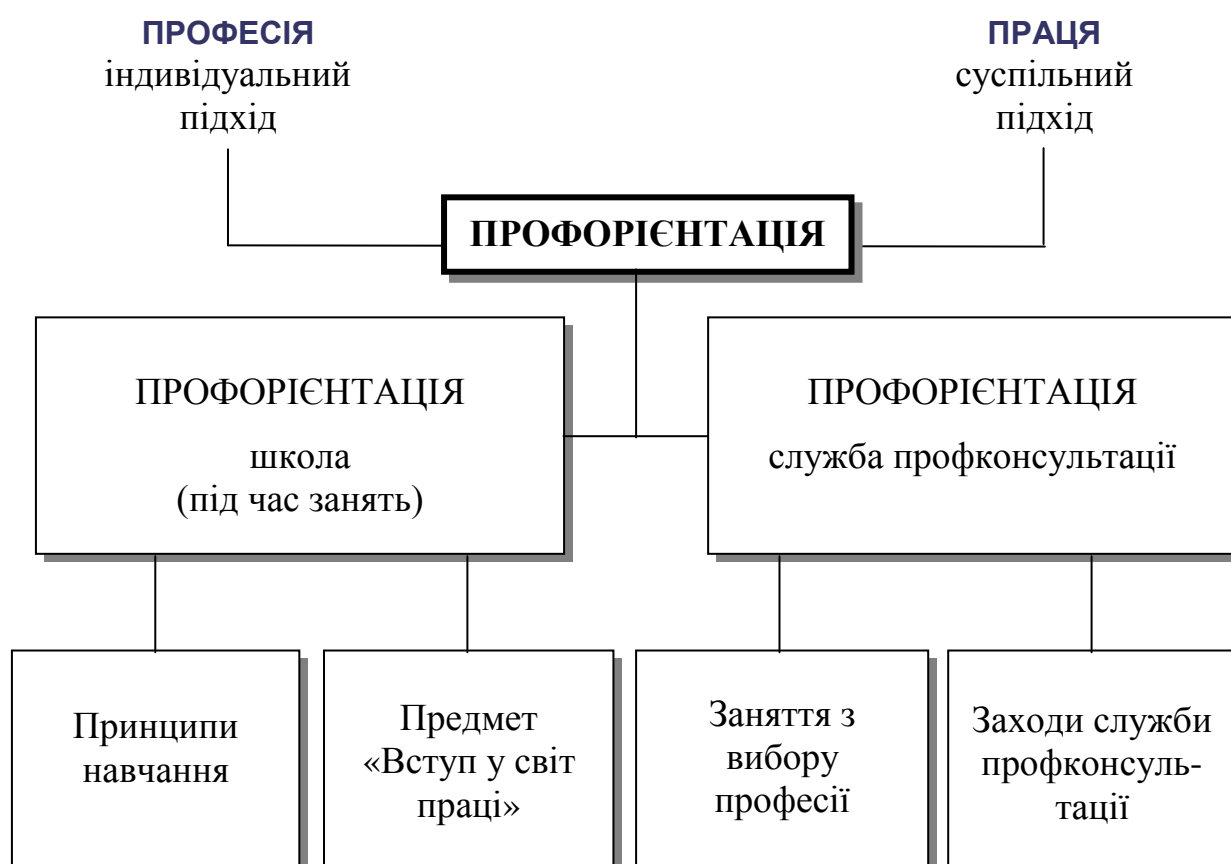 ПРОФЕСІЯ
індивідуальний
підхід
ПРАЦЯ
суспільний
підхід
ПРОФОРІЄНТАЦІЯ
ПРОФОРІЄНТАЦІЯ
школа
(під час занять)
ПРОФОРІЄНТАЦІЯ
служба профконсультації
Принципи
навчання
Предмет
«Вступ у світ
праці»
Заняття з
вибору
професії
Заходи служби
профконсуль-
тації